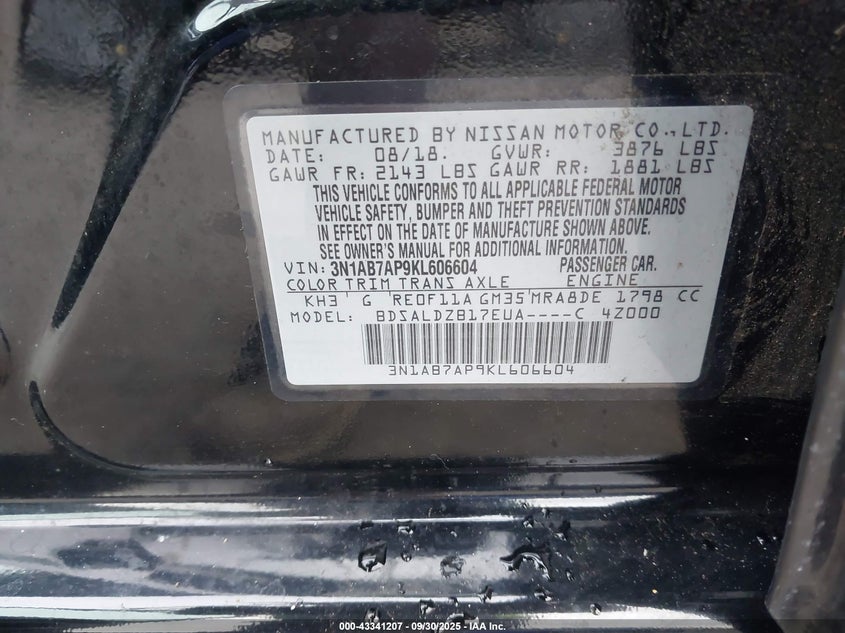 MANUFACTURED BY NISSAN MOTOR CO.,LTD.
DATE: 08/18. GVWR: 3876 LBS
GAWR FR: 2143 LBS GAWR RR: 1881 LBS
THIS VEHICLE CONFORMS TO ALL APPLICABLE FEDERAL MOTOR
VEHICLE SAFETY, BUMPER AND THEFT PREVENTION STANDARDS
IN EFFECT ON THE DATE OF MANUFACTURE SHOWN ABOVE.
SEE OWNER'S MANUAL FOR ADDITIONAL INFORMATION.
VIN: 3N1AB7AP9KL606604 PASSENGER CAR.
COLOR TRIM TRANS AXLE ENGINE
KH3 G RE0F11A GM35 MRA8DE 1798 CC
MODEL: BDSALDZB17EUA----C 4Z000
3N1AB7AP9KL606604
000-43341207 - 09/30/2025 - IAA Inc.